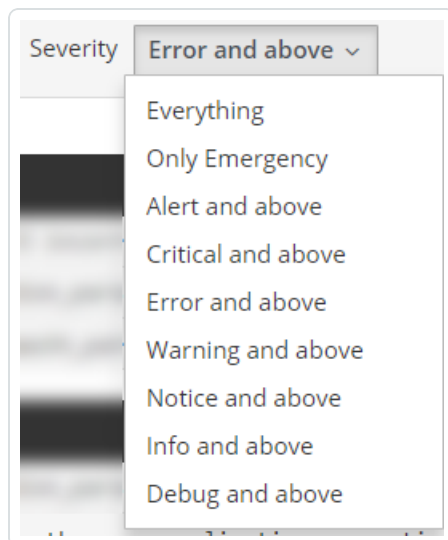 Severity Error and above
Everything
Only Emergency
Alert and above
Critical and above
Error and above
Warning and above
Notice and above
Info and above
Debug and above